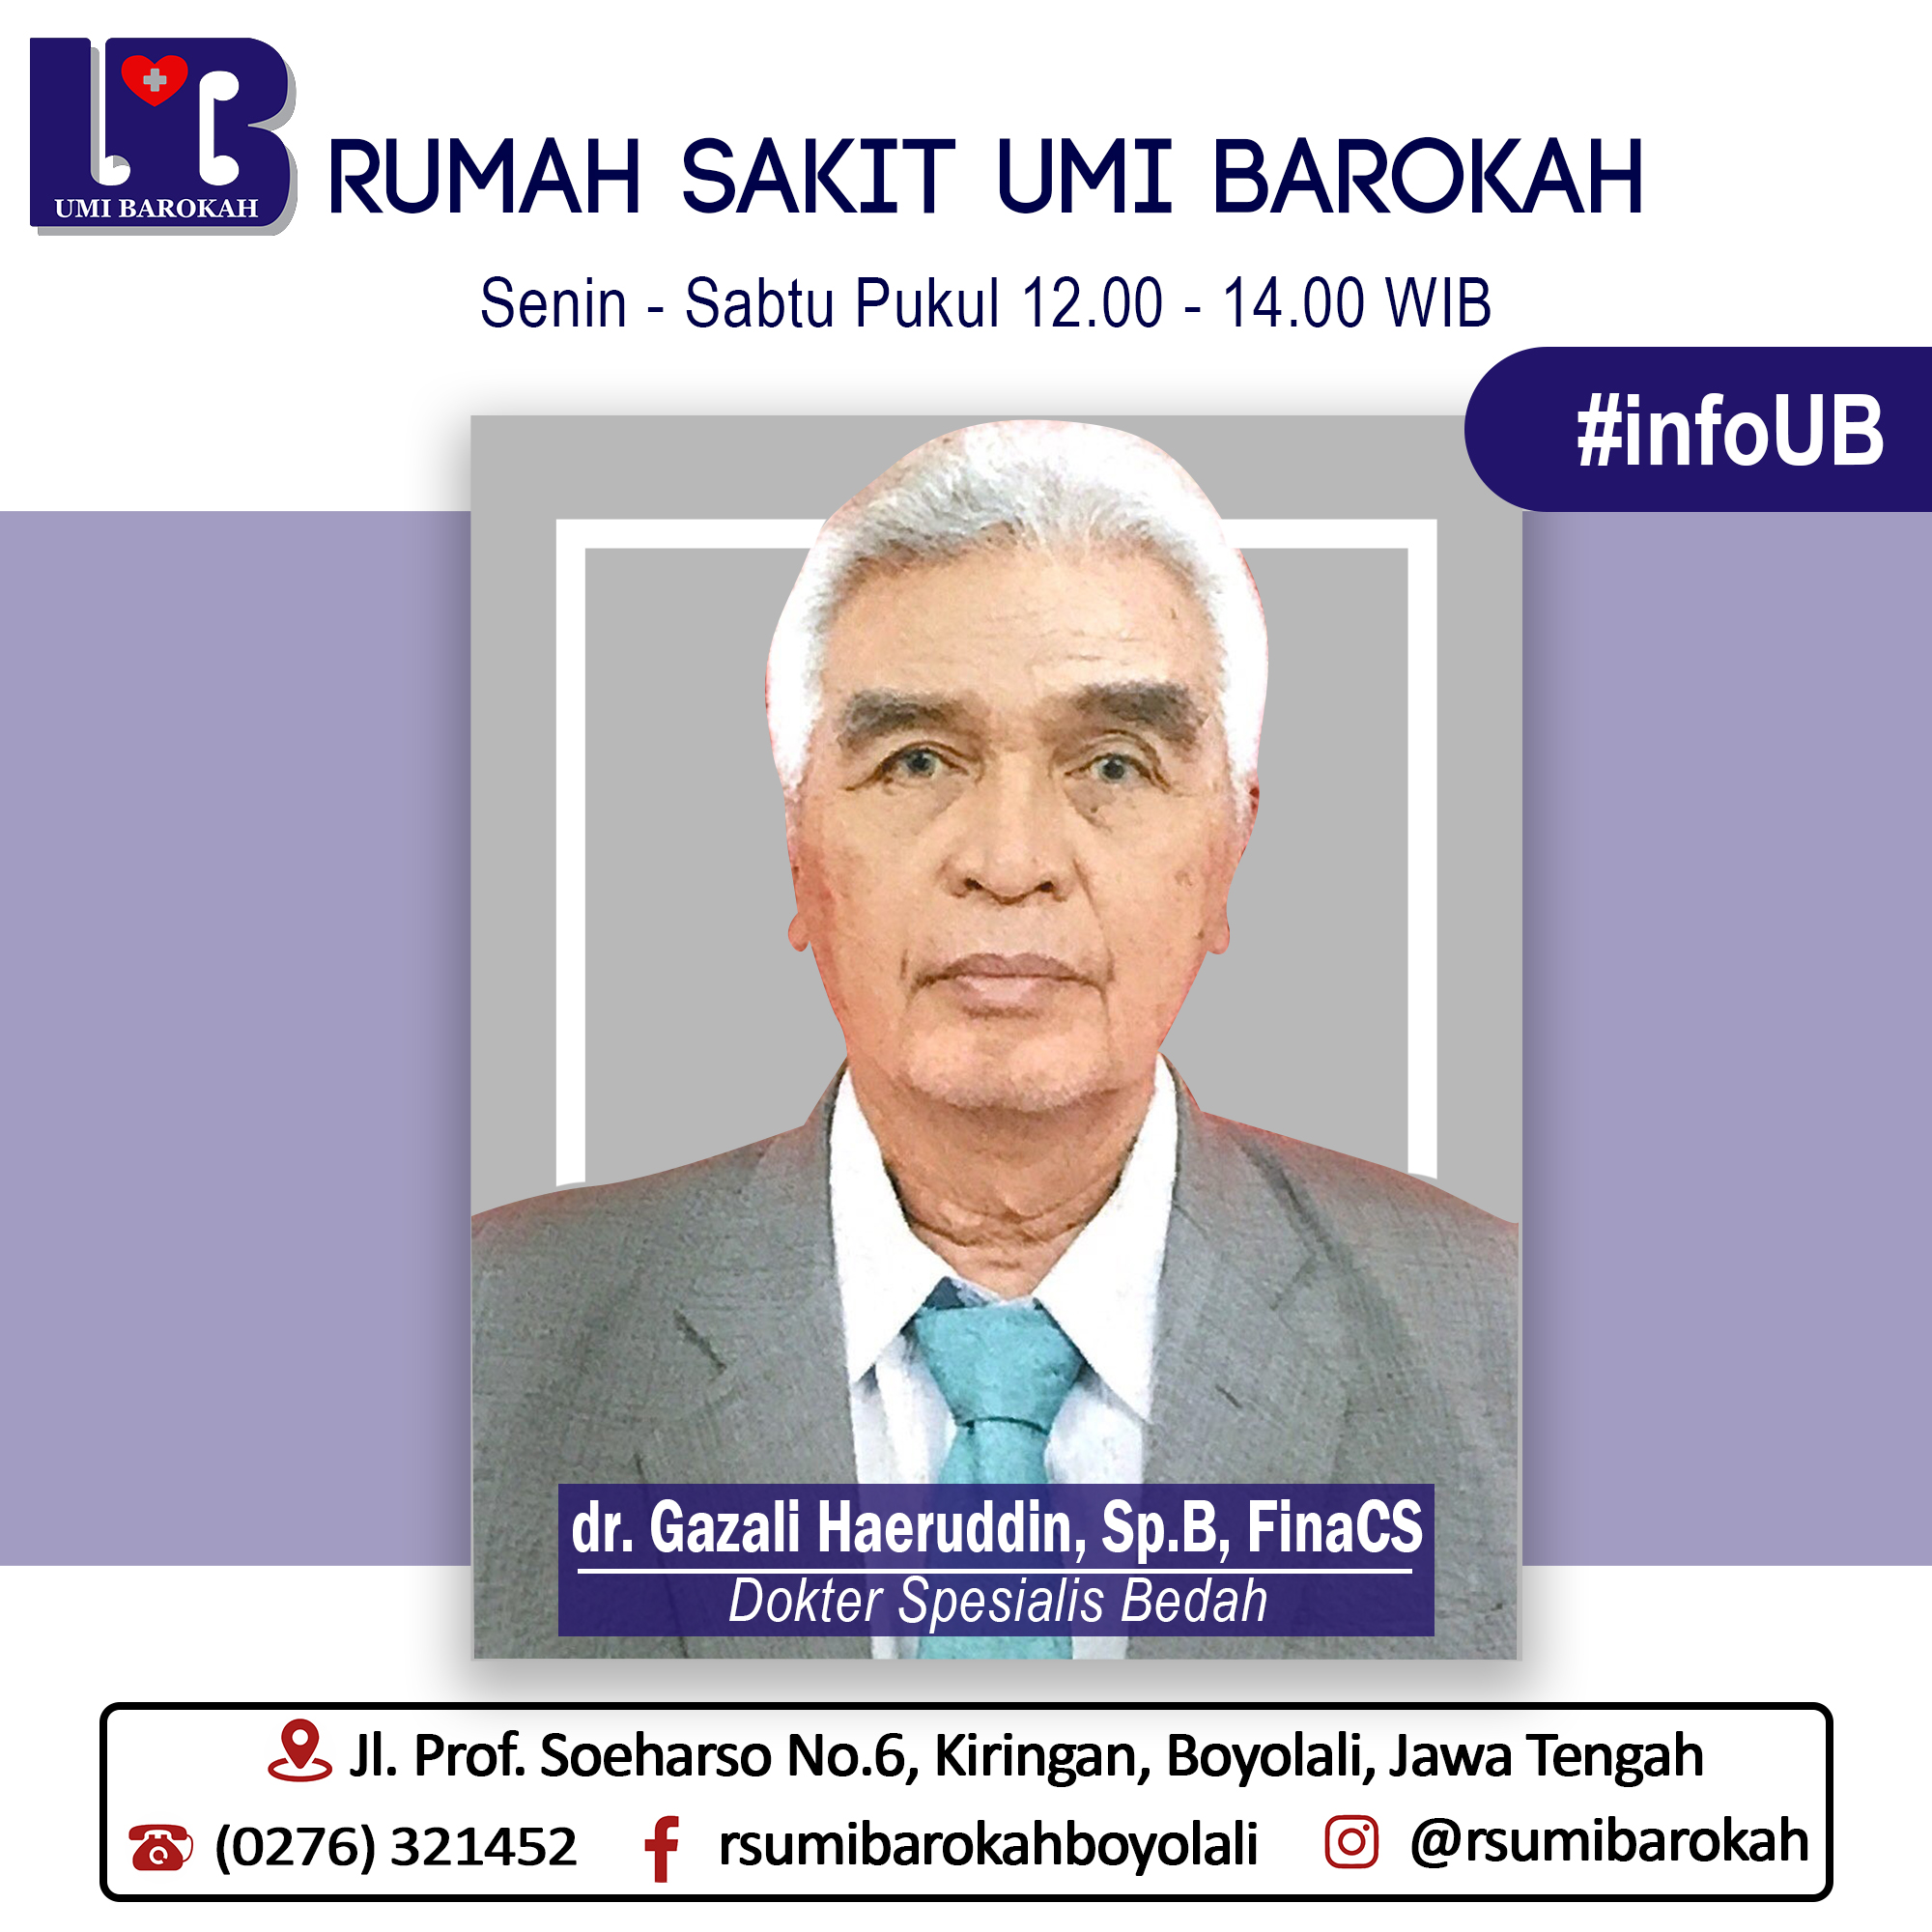 UMI BAROKAH
RUMAH SAKIT UMI BAROKAH
Senin - Sabtu Pukul 12.00 - 14.00 WIB
#infoUB
dr. Gazali Haeruddin, Sp.B, FinaCS
Dokter Spesialis Bedah
Jl. Prof. Soeharso No.6, Kiringan, Boyolali, Jawa Tengah
(0276) 321452 rsumibarokahboyolali @rsumibarokah